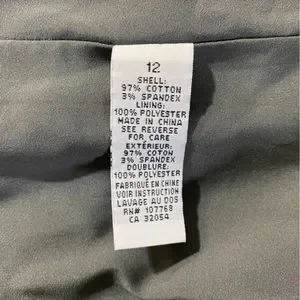 12
SHELL:
97% COTTON
3% SPANDEX
LINING:
100% POLYESTER
MADE IN CHINA
SEE REVERSE
FOR CARE
EXTÉRIEUR:
97% COTON
3% SPANDEX
DOUBLURE:
100% POLYESTER
FABRIQUÉ EN CHINE
VOIR INSTRUCTION
LAVAGE AU DOS
RN# 107768
CA 32054